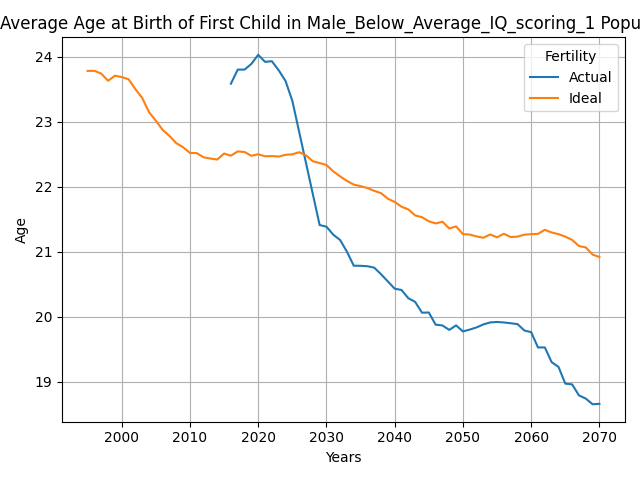 Average Age at Birth of First Child in Male_Below_Average_IQ_scoring_1 Popu
Fertility
Actual
Ideal
24
23
22
21
20
19
Age
2000 2010 2020 2030 2040 2050 2060 2070
Years